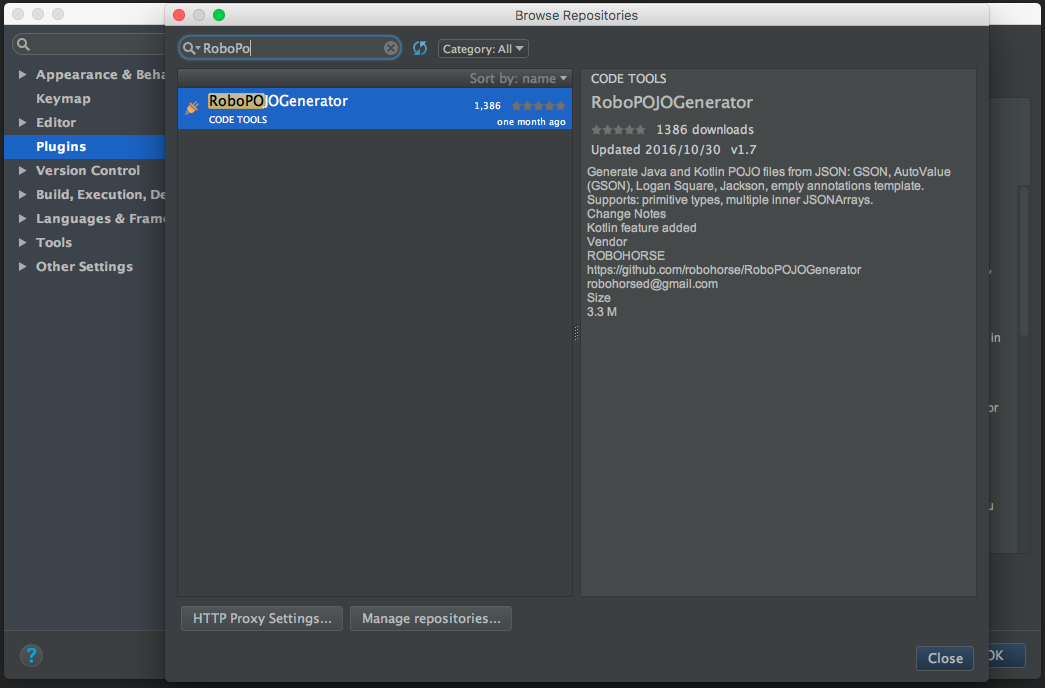 Browse Repositories
RoboPo
Category: All
Appearance & Beha
Keymap
Editor
Plugins
Version Control
Build, Execution, De
Languages & Fram
Tools
Other Settings
?
Sort by: name
RoboPOJOGenerator
1,386
CODE TOOLS
one month ago
CODE TOOLS
RoboPOJOGenerator
1386 downloads
Updated 2016/10/30 v1.7
Generate Java and Kotlin POJO files from JSON: GSON, AutoValue
(GSON), Logan Square, Jackson, empty annotations template.
Supports: primitive types, multiple inner JSONArrays.
Change Notes
Kotlin feature added
Vendor
ROBOHORSE
https://github.com/robohorse/RoboPOJOGenerator
robohorsed@gmail.com
Size
3.3 M
in
or
HTTP Proxy Settings...
Manage repositories...
Close
OK